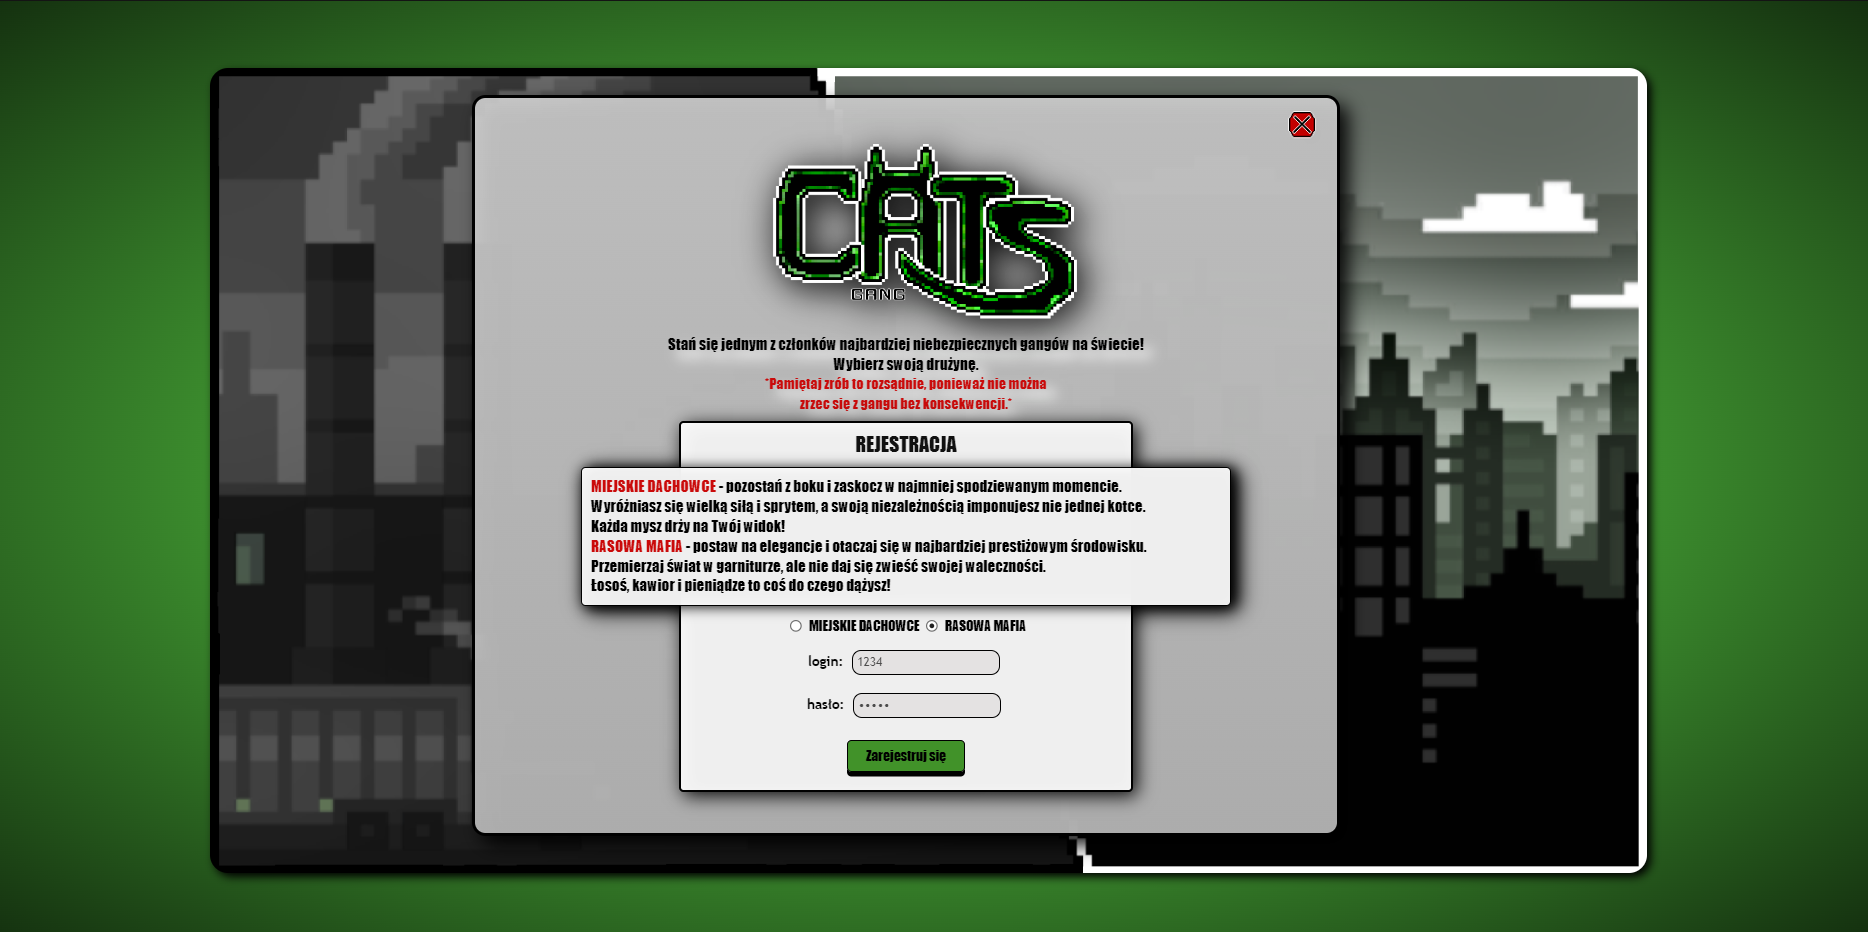 CATS
GANG
Stań się jednym z członków najbardziej niebezpiecznych gangów na świecie!
Wybierz swoją drużynę.
*Pamiętaj zrób to rozsądnie, ponieważ nie można
zrzec się z gangu bez konsekwencji.*
REJESTRACJA
MIEJSKIE DACHOWCE - pozostań z boku i zaskocz w najmniej spodziewanym momencie.
Wyróżniasz się wielką siłą i sprytem, a swoją niezależnością imponujesz nie jednej kotce.
Każda mysz drży na Twój widok!
RASOWA MAFIA - postaw na elegancje i otaczaj się w najbardziej prestiżowym środowisku.
Przemierzaj świat w garniturze, ale nie daj się zwieść swojej waleczności.
Łosoś, kawior i pieniądze to coś do czego dążysz!
MIEJSKIE DACHOWCE RASOWA MAFIA
login: 1234
hasło: •••••
Zarejestruj się